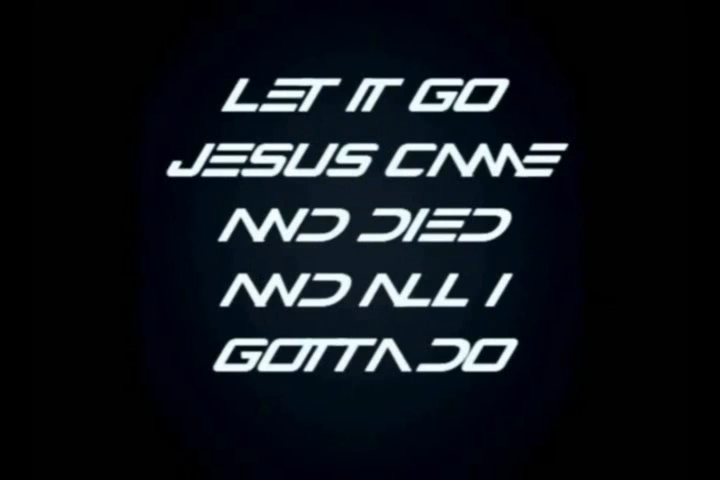 LET IT GO
JESUS CAME
AND DIED
AND ALL I
GOTTA DO